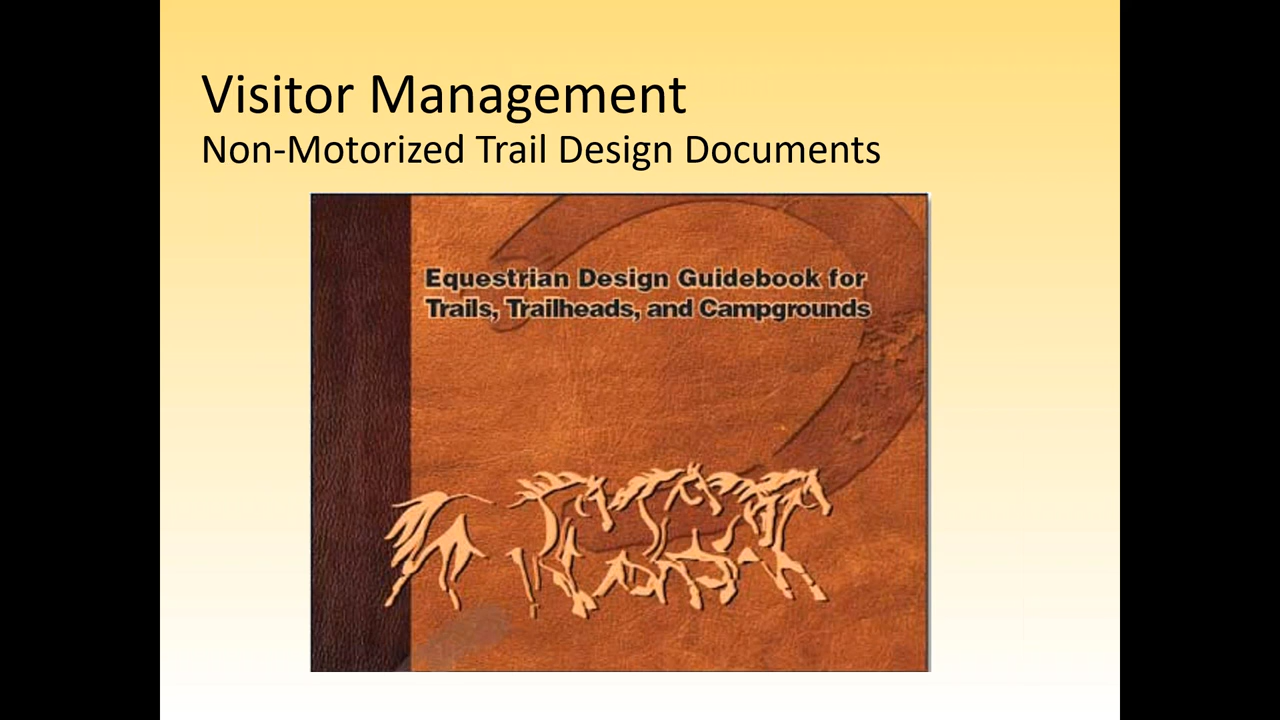 Visitor Management
Non-Motorized Trail Design Documents
Equestrian Design Guidebook for
Trails, Trailheads, and Campgrounds